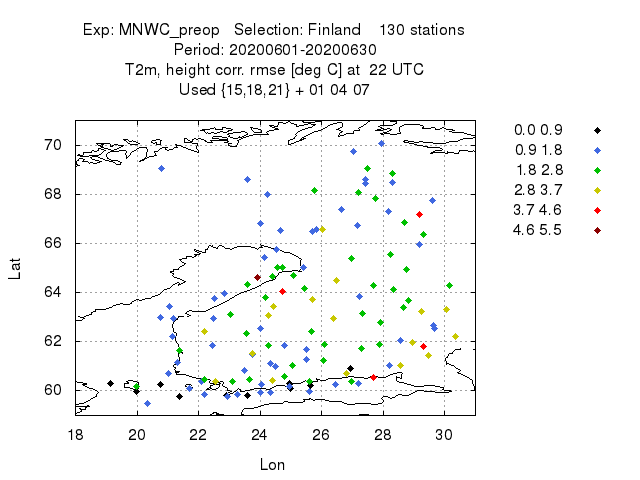 Exp: MNWC_preop   Selection: Finland    130 stations
Period: 20200601-20200630
T2m, height corr. rmse [deg C] at  22 UTC
Used {15,18,21} + 01 04 07
0.0 0.9
0.9 1.8
1.8 2.8
2.8 3.7
3.7 4.6
4.6 5.5
70
68
66
64
62
60
Lat
18 20 22 24 26 28 30
Lon